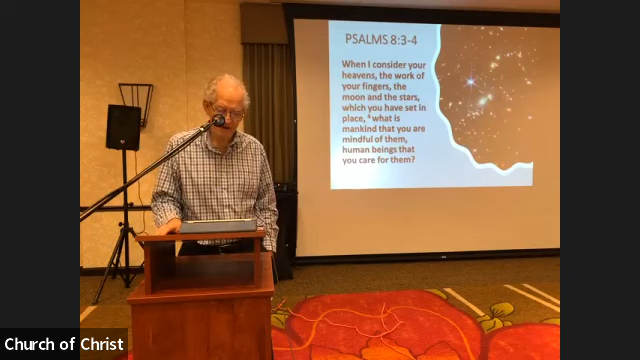 PSALMS 8:3-4
When I consider your
heavens, the work of
your fingers, the
moon and the stars,
which you have set in
place, ⁴ what is
mankind that you are
mindful of them,
human beings that
you care for them?
Church of Christ